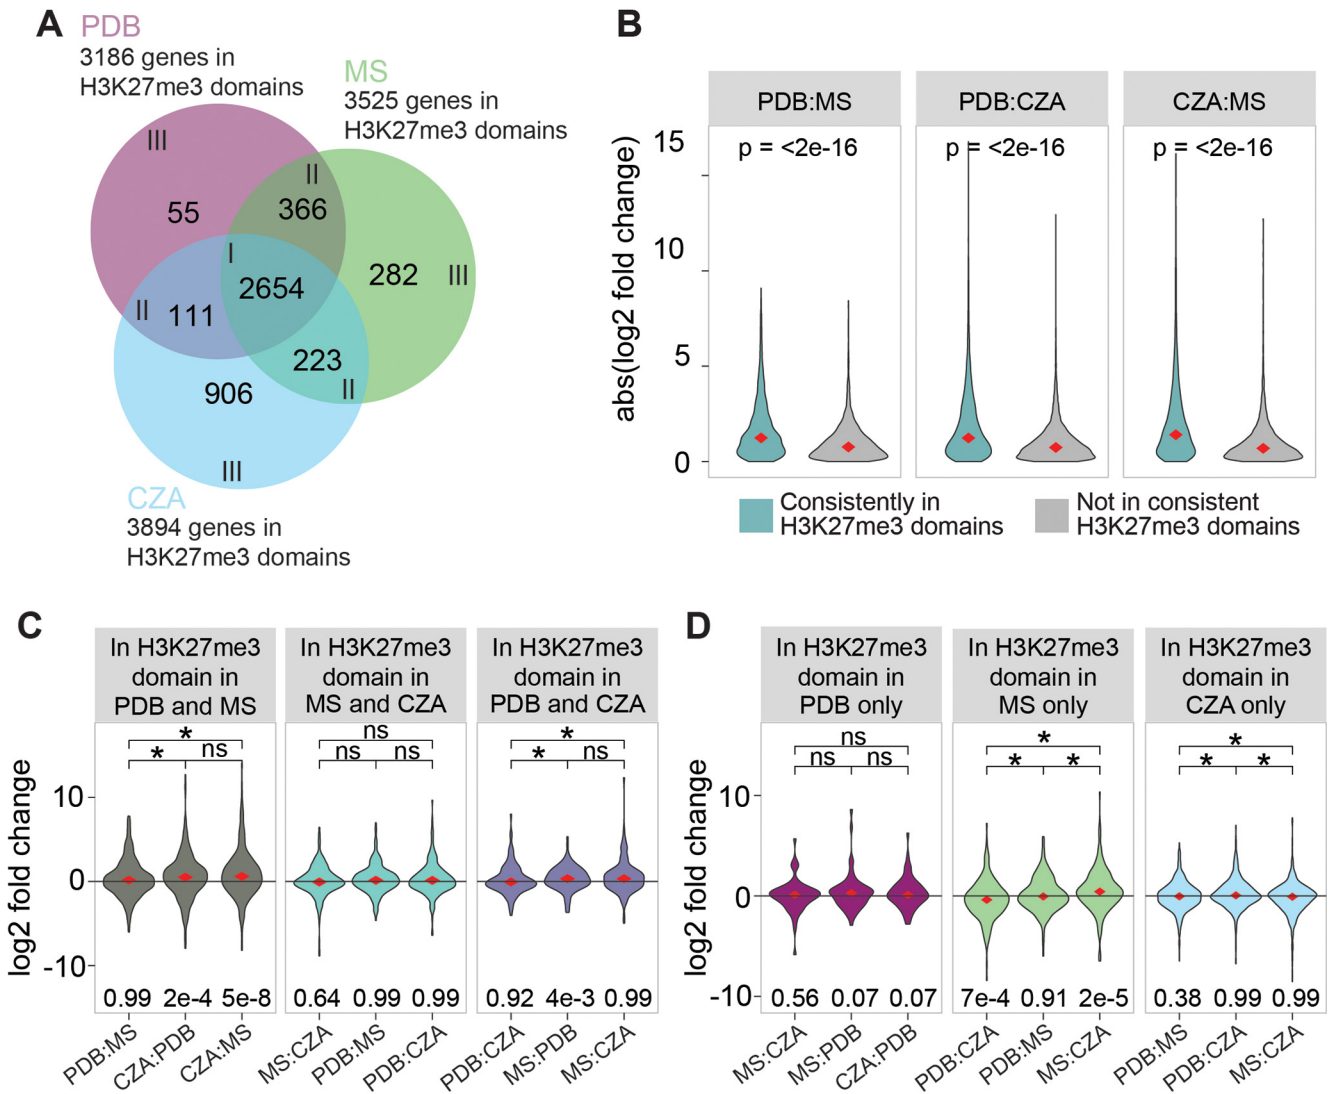 A
PDB
3186 genes in
H3K27me3 domains
MS
3525 genes in
H3K27me3 domains
III
II
55
366
I
282
III
2654
II
111
223
906
II
III
CZA
3894 genes in
H3K27me3 domains
B
PDB:MS
PDB:CZA
CZA:MS
abs(log2 fold change)
15
10
5
0
p = <2e-16
p = <2e-16
p = <2e-16
Consistently in
H3K27me3 domains
Not in consistent
H3K27me3 domains
C
In H3K27me3
domain in
PDB and MS
In H3K27me3
domain in
MS and CZA
In H3K27me3
domain in
PDB and CZA
log2 fold change
10
0
-10
*
* ns
ns
ns ns
*
* ns
0.99 2e-4 5e-8
0.64 0.99 0.99
0.92 4e-3 0.99
PDB:MS
CZA:PDB
CZA:MS
MS:CZA
PDB:MS
PDB:CZA
PDB:CZA
MS:PDB
MS:CZA
D
In H3K27me3
domain in
PDB only
In H3K27me3
domain in
MS only
In H3K27me3
domain in
CZA only
log2 fold change
10
0
-10
ns
ns ns
*
* *
*
* *
0.56 0.07 0.07
7e-4 0.91 2e-5
0.38 0.99 0.99
MS:CZA
MS:PDB
CZA:PDB
PDB:CZA
PDB:MS
MS:CZA
PDB:MS
PDB:CZA
MS:CZA